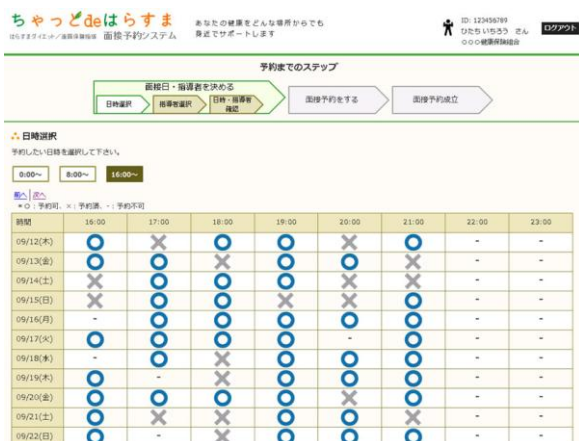 ちゃっとdeはらすま
はらすまダイエット／遠隔保健指導 面接予約システム
あなたの健康をどんな場所からでも
身近でサポートします
ID: 123456789
ひたち いちろう さん
○○○健康保険組合
ログアウト
予約までのステップ
面接日・指導者を決める
日時選択 指導者選択 日時・指導者確認
面接予約をする
面接予約成立
日時選択
予約したい日時を選択して下さい。
0:00～ 8:00～ 16:00～
前へ|次へ
＊○：予約可、×：予約済、-：予約不可
時間 16:00 17:00 18:00 19:00 20:00 21:00 22:00 23:00
09/12(木) ○ × ○ ○ × ○ - -
09/13(金) ○ ○ × ○ ○ × - -
09/14(土) × ○ ○ ○ × × - -
09/15(日) × ○ ○ × × ○ - -
09/16(月) - ○ ○ ○ ○ ○ - -
09/17(火) ○ ○ ○ ○ - ○ - -
09/18(水) - ○ × ○ ○ ○ - -
09/19(木) ○ - × ○ ○ ○ - -
09/20(金) ○ ○ ○ ○ × ○ - -
09/21(土) ○ × × ○ ○ × - -
09/22(日) ○ - × ○ ○ ○ - -